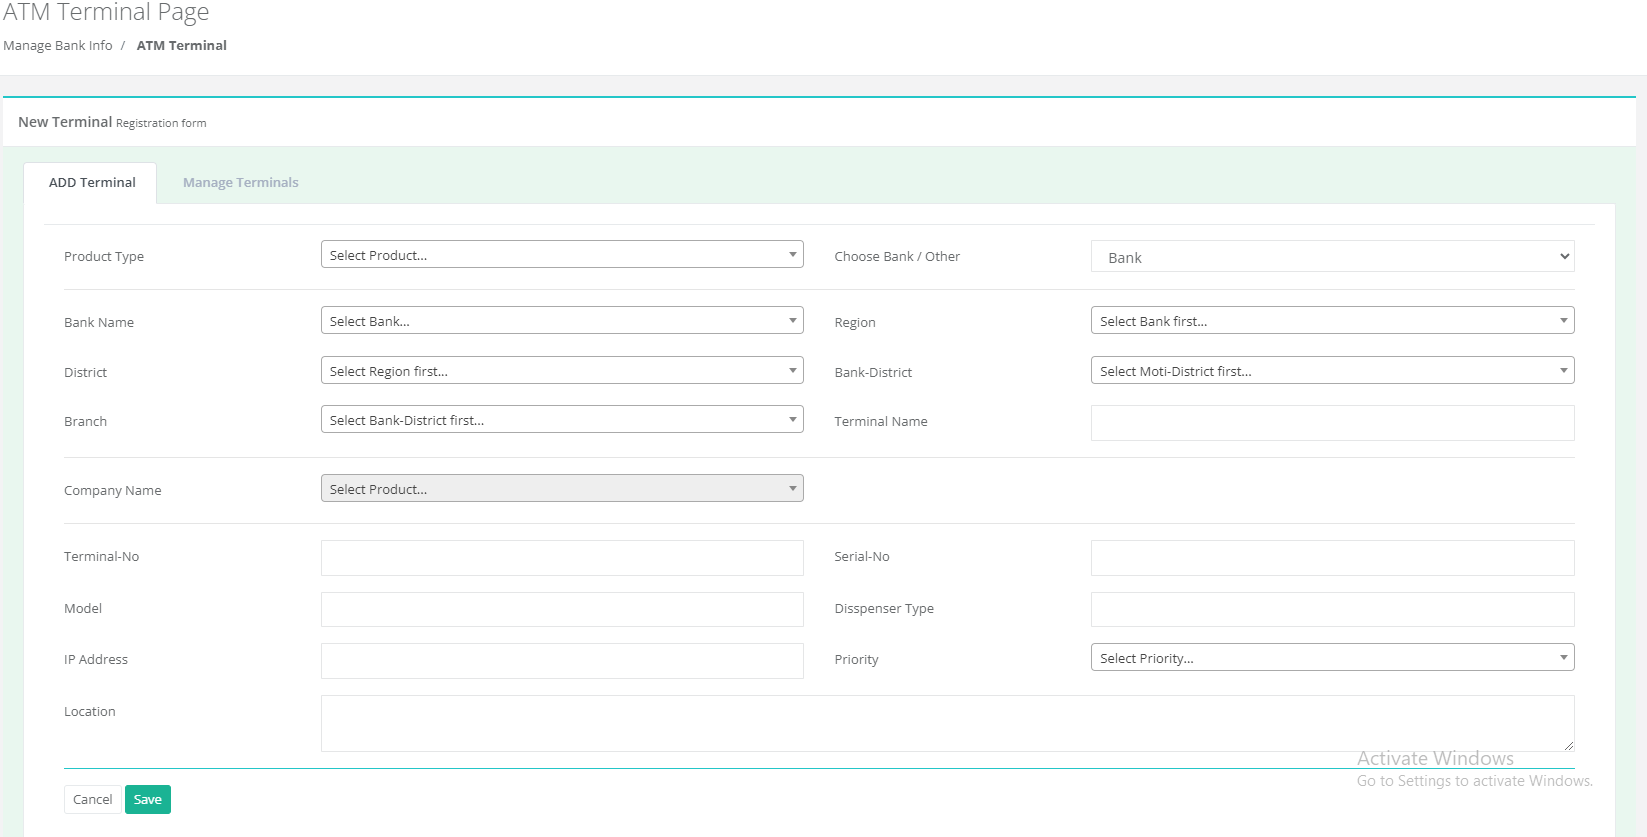 ATM Terminal Page
Manage Bank Info / ATM Terminal
New Terminal Registration form
ADD Terminal Manage Terminals
Product Type Select Product... Choose Bank / Other Bank
Bank Name Select Bank... Region Select Bank first...
District Select Region first... Bank-District Select Moti-District first...
Branch Select Bank-District first... Terminal Name
Company Name Select Product...
Terminal-No Serial-No
Model Disspenser Type
IP Address Priority Select Priority...
Location
Activate Windows
Go to Settings to activate Windows.
Cancel Save